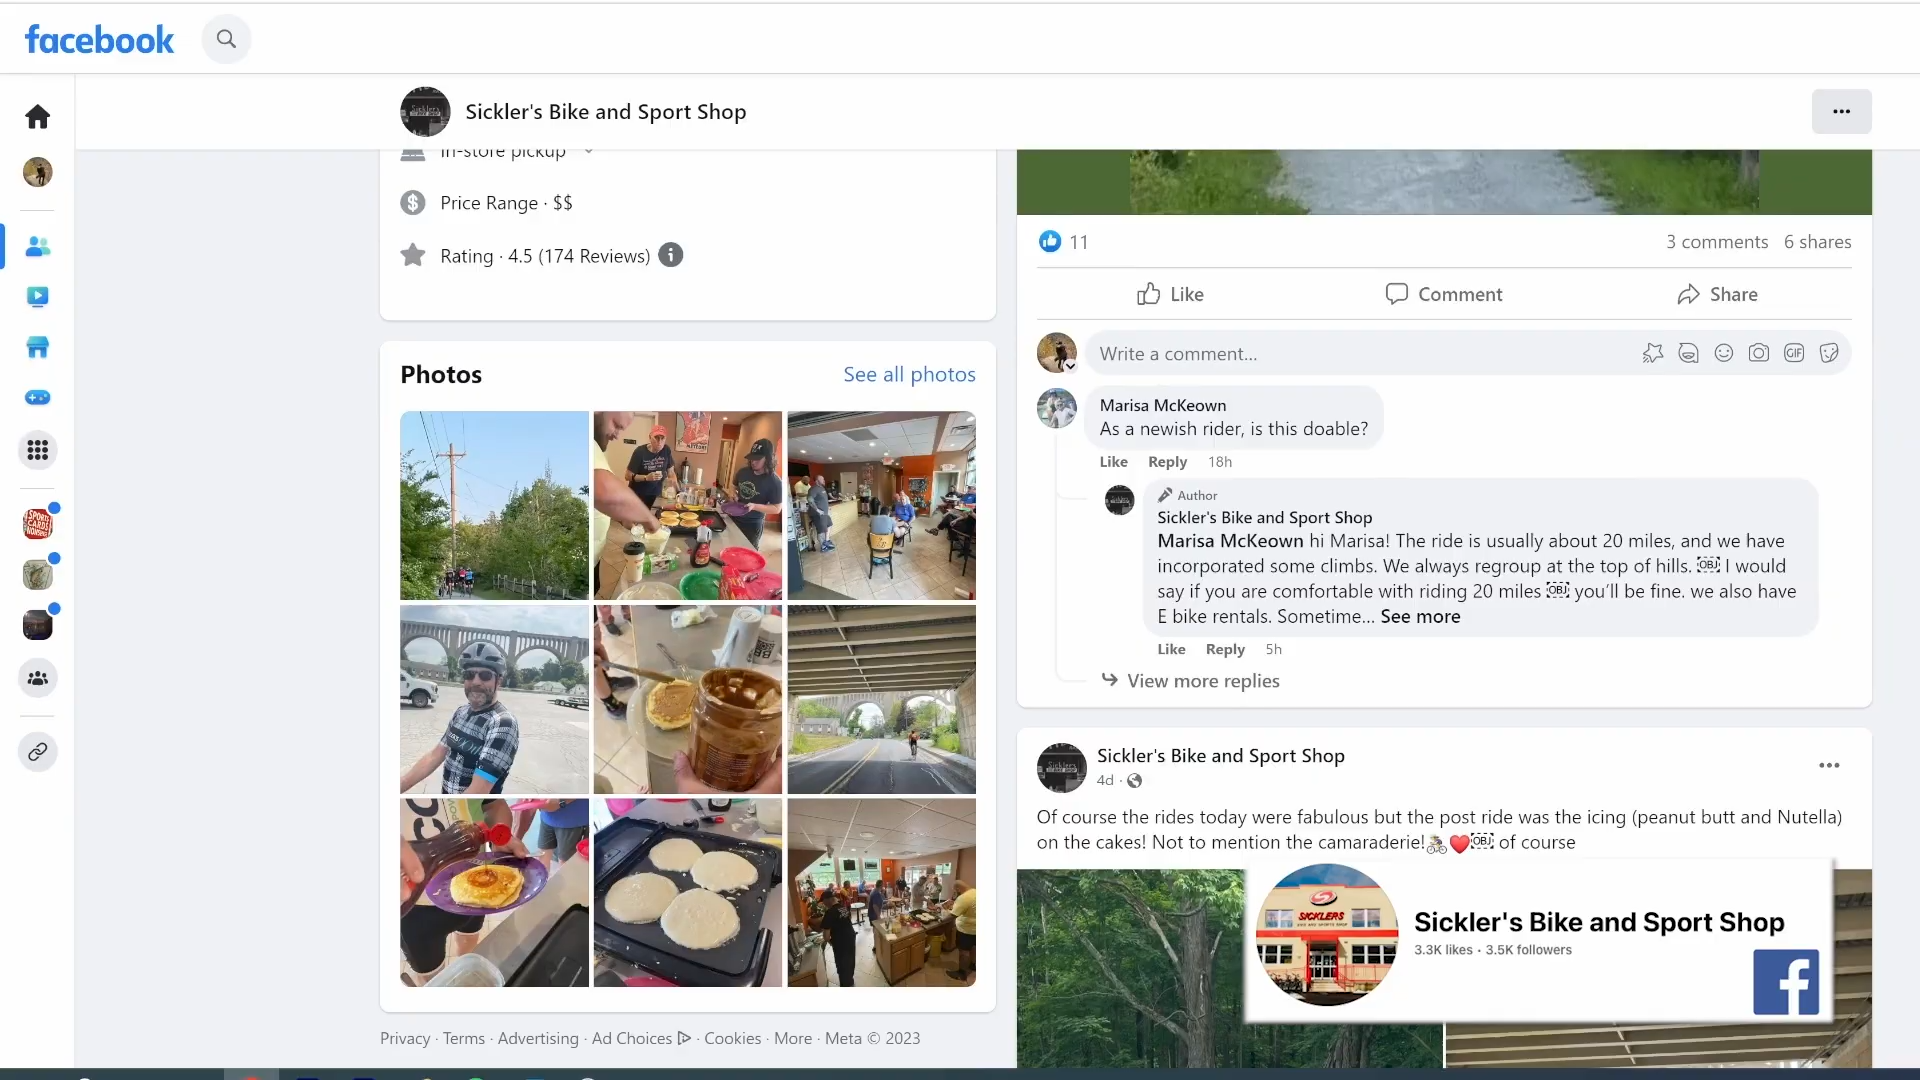 facebook
Sickler's Bike and Sport Shop
In-store pickup
Price Range · $$
Rating · 4.5 (174 Reviews)
Photos
See all photos
Privacy · Terms · Advertising · Ad Choices · Cookies · More · Meta © 2023
11
3 comments 6 shares
Like Comment Share
Write a comment…
GIF
Marisa McKeown
As a newish rider, is this doable?
Like Reply 18h
Author
Sickler's Bike and Sport Shop
Marisa McKeown hi Marisa! The ride is usually about 20 miles, and we have
incorporated some climbs. We always regroup at the top of hills. OBJ I would
say if you are comfortable with riding 20 miles OBJ you'll be fine. we also have
E bike rentals. Sometime… See more
Like Reply 5h
View more replies
Sickler's Bike and Sport Shop
4d ·
Of course the rides today were fabulous but the post ride was the icing (peanut butt and Nutella)
on the cakes! Not to mention the camaraderie!🚴❤️OBJ of course
SICKLERS
Sickler's Bike and Sport Shop
3.3K likes • 3.5K followers
f
SPORTS
CARDS
NONSENSE